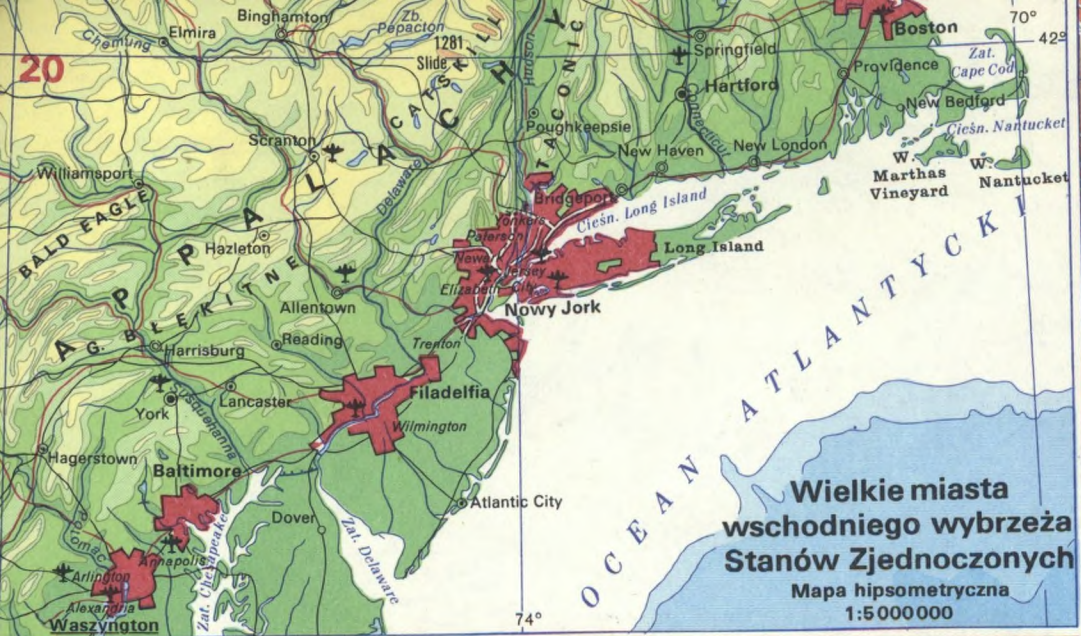 Boston
70°
42°
Binghamton
Elmira
Chemung
Zb.
Pepacton
1281
Slide
CATSKILL
Hudson
TACONIC
Springfield
Providence
Zat.
Cape Cod
20
Hartford
Connecticut
New Bedford
Poughkeepsie
Cieśn. Nantucket
Scranton
New Haven
New London
W.
Marthas
Vineyard
W.
Nantucket
Williamsport
BALD EAGLE
Delaware
Bridgeport
Cieśn. Long Island
Yonkers
Paterson
Newark
Jersey
City
Elizabeth
Long Island
Nowy Jork
Hazleton
APPALACHY
G. BŁĘKITNE
Allentown
Harrisburg
Reading
Trenton
Lancaster
Filadelfia
York
Susquehanna
Wilmington
Hagerstown
Baltimore
Atlantic City
Dover
Zat. Delaware
Zat. Chesapeake
Potomac
Annapolis
Arlington
Alexandria
Waszyngton
74°
OCEAN ATLANTYCKI
Wielkie miasta
wschodniego wybrzeża
Stanów Zjednoczonych
Mapa hipsometryczna
1:5 000 000